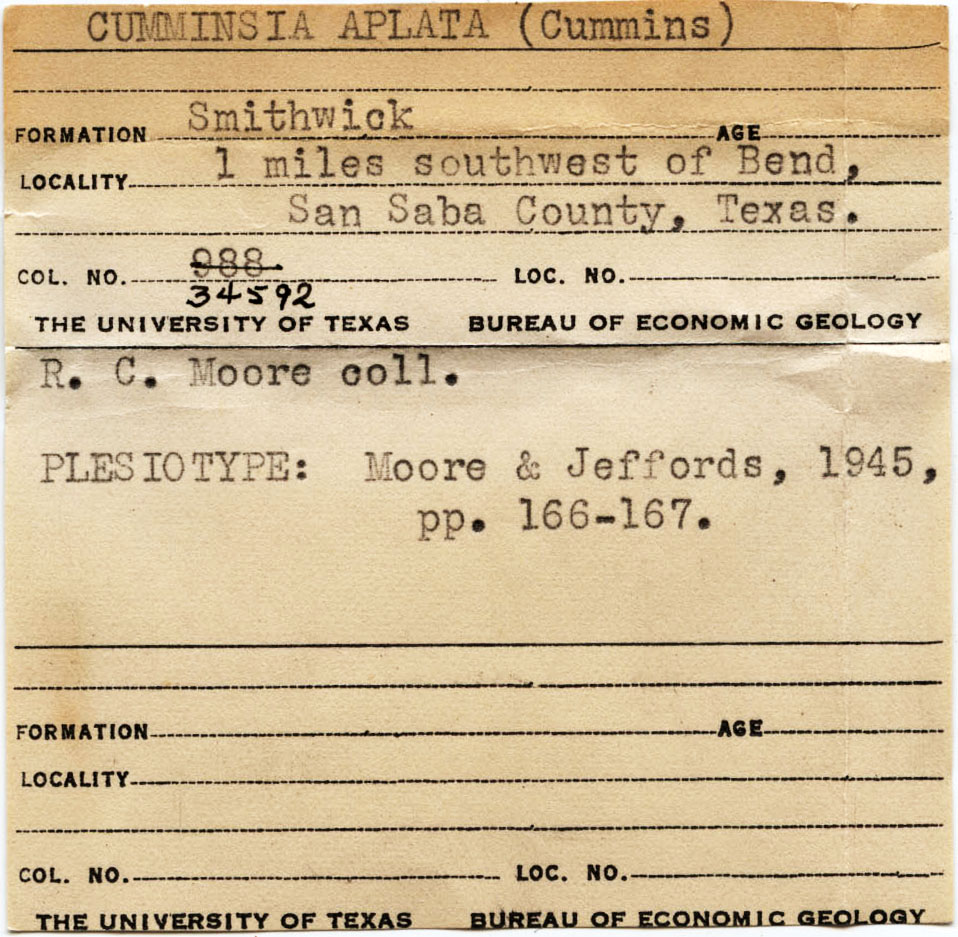 CUMMINSIA APLATA (Cummins)
FORMATION Smithwick AGE
LOCALITY 1 miles southwest of Bend,
San Saba County, Texas.
COL. NO. 988 LOC. NO.
34592
THE UNIVERSITY OF TEXAS BUREAU OF ECONOMIC GEOLOGY
R. C. Moore coll.
PLESIOTYPE: Moore & Jeffords, 1945,
pp. 166-167.
FORMATION AGE
LOCALITY
COL. NO. LOC. NO.
THE UNIVERSITY OF TEXAS BUREAU OF ECONOMIC GEOLOGY